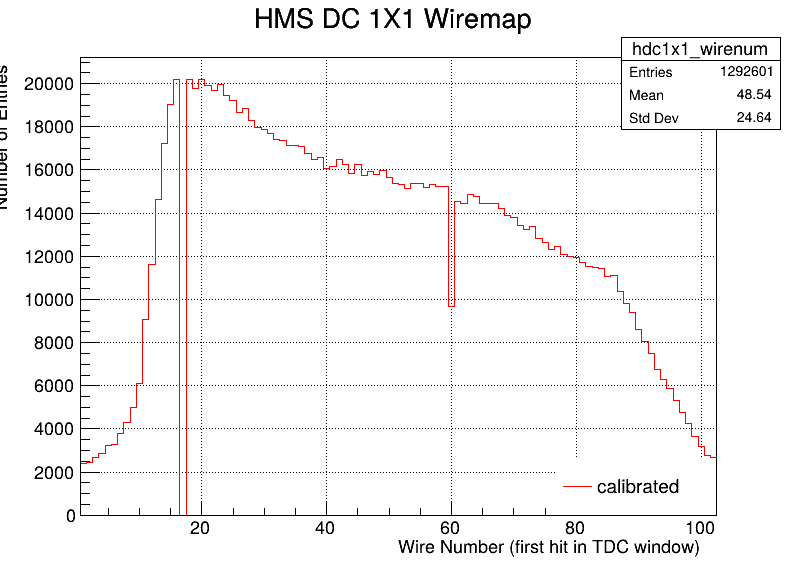 HMS DC 1X1 Wiremap
hdc1x1_wirenum
Entries 1292601
Mean 48.54
Std Dev 24.64
Number of Entries
20000
18000
16000
14000
12000
10000
8000
6000
4000
2000
0
calibrated
20 40 60 80 100
Wire Number (first hit in TDC window)